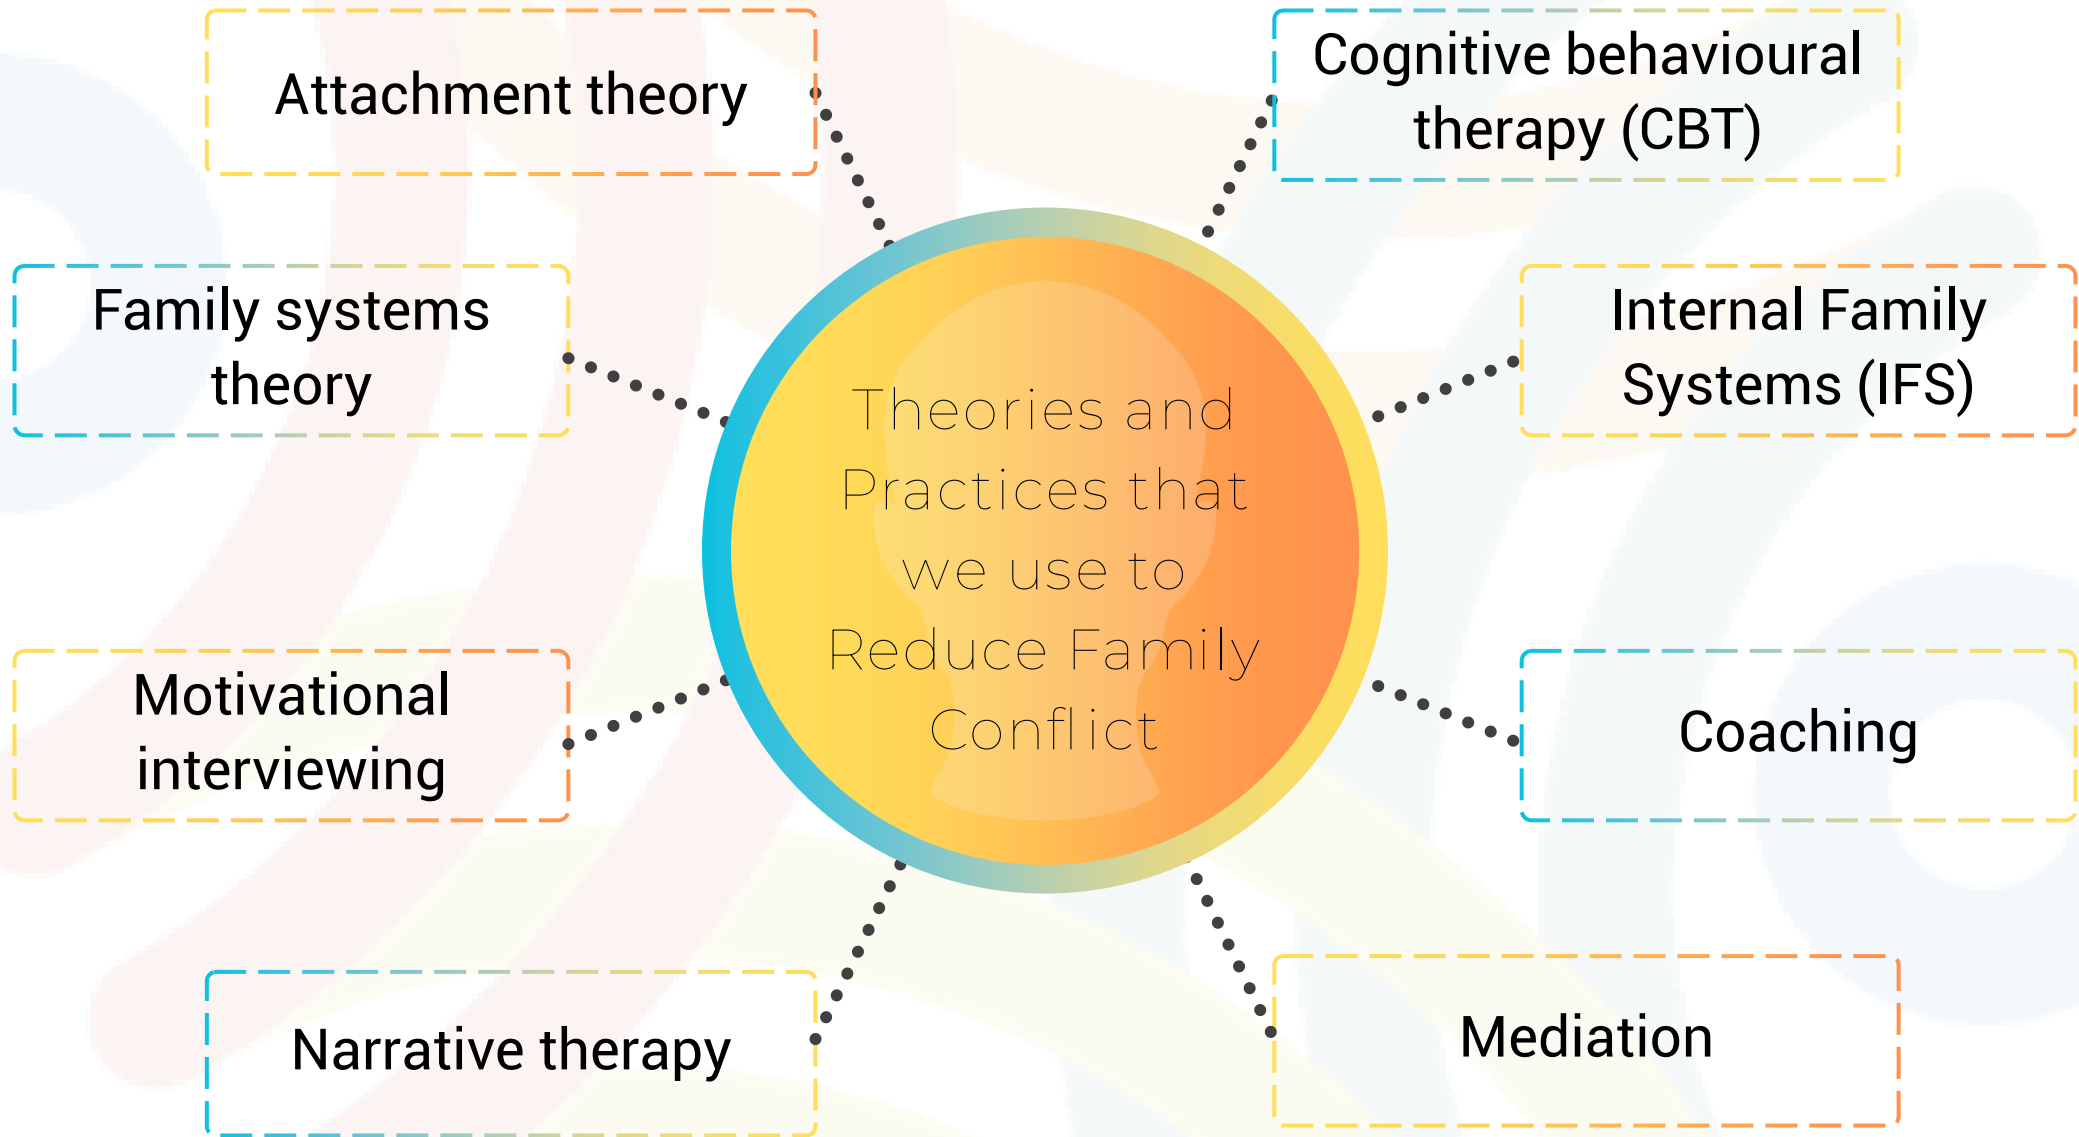 Attachment theory
Cognitive behavioural
therapy (CBT)
Family systems
theory
Internal Family
Systems (IFS)
Theories and
Practices that
we use to
Reduce Family
Conflict
Motivational
interviewing
Coaching
Narrative therapy
Mediation